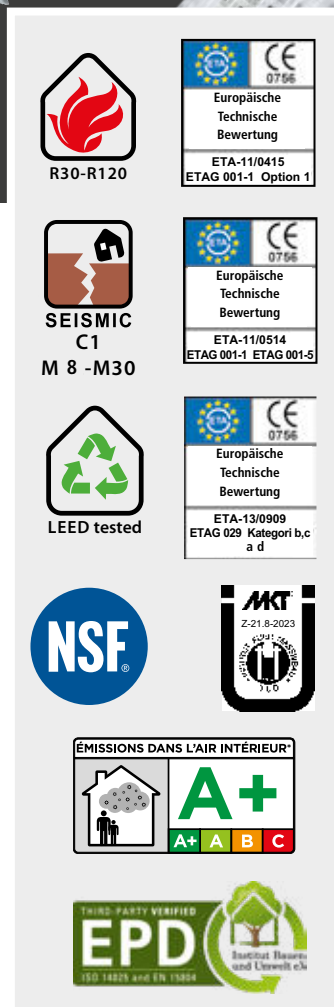 R30-R120
ETA
CE
0756
Europäische
Technische
Bewertung
ETA-11/0415
ETAG 001-1 Option 1
SEISMIC
C1
M 8 -M30
ETA
CE
0756
Europäische
Technische
Bewertung
ETA-11/0514
ETAG 001-1 ETAG 001-5
LEED tested
ETA
CE
0756
Europäische
Technische
Bewertung
ETA-13/0909
ETAG 029 Kategori b,c
a d
NSF®
MKT
Z-21.8-2023
ÉMISSIONS DANS L'AIR INTÉRIEUR*
A+
A+ A B C
THIRD-PARTY VERIFIED
EPD
ISO 14025 and EN 15804
Institut Bauen
und Umwelt e.V.